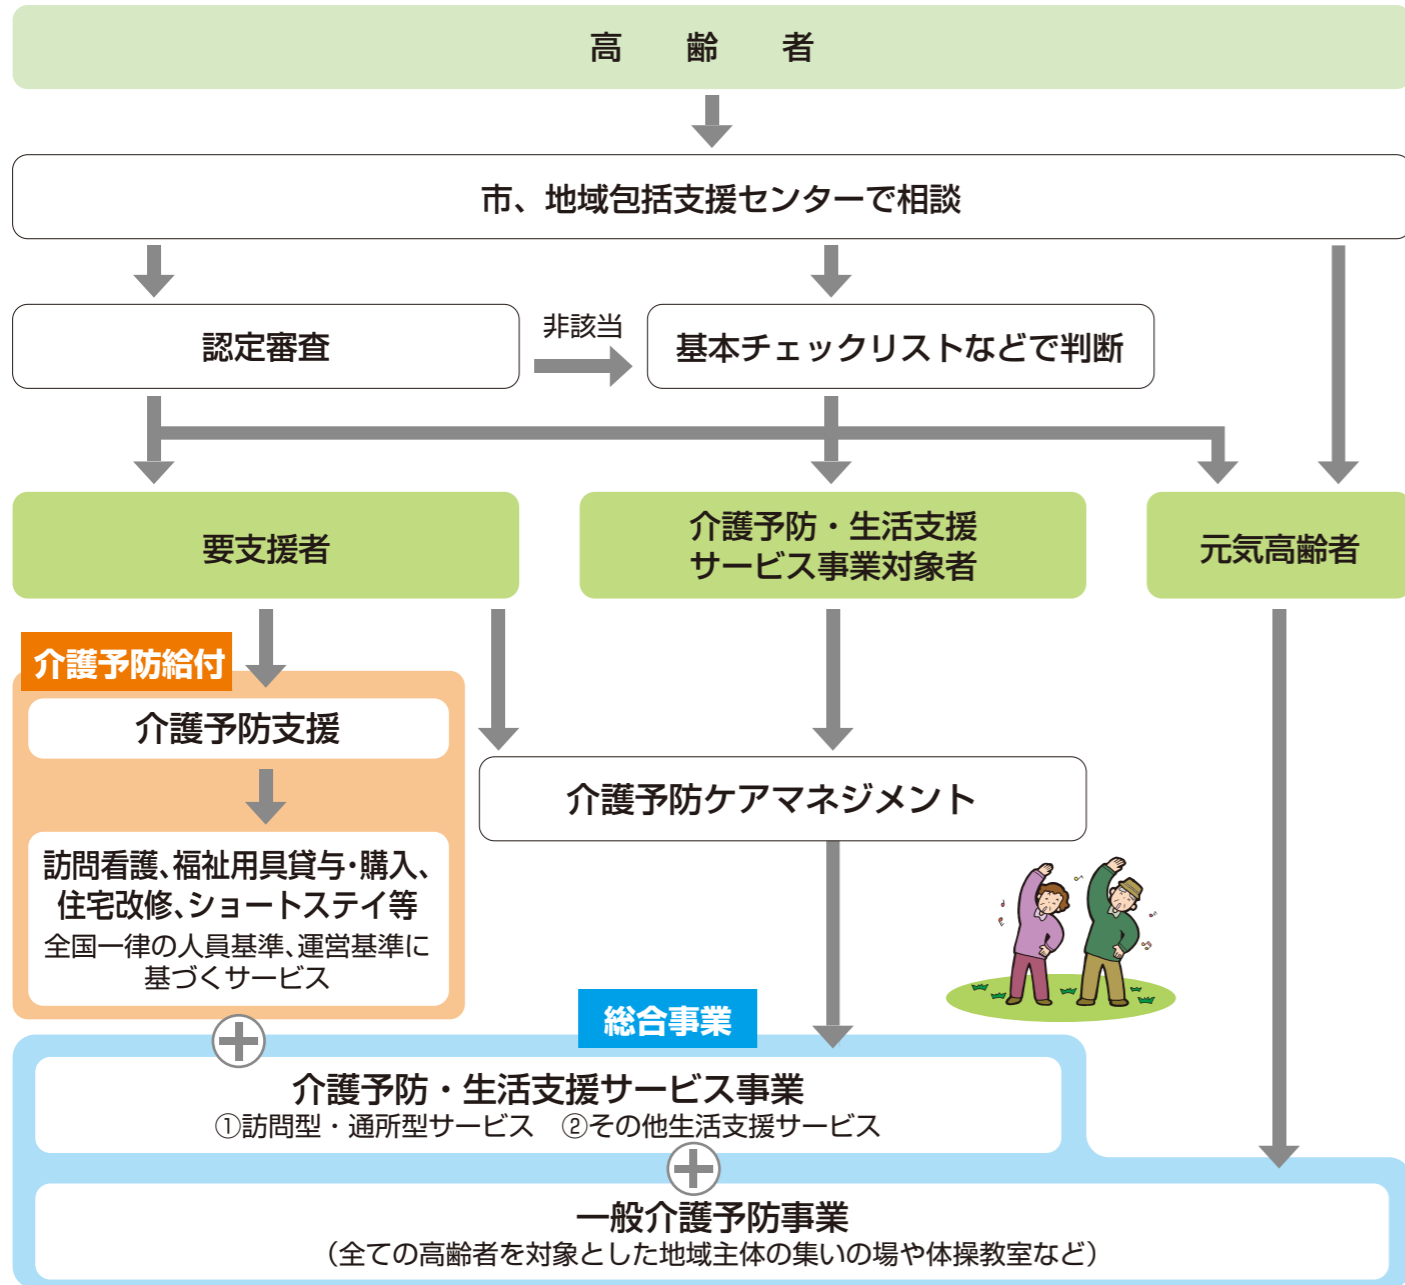 高齢者
市、地域包括支援センターで相談
認定審査
非該当
基本チェックリストなどで判断
要支援者
介護予防・生活支援
サービス事業対象者
元気高齢者
介護予防給付
介護予防支援
介護予防ケアマネジメント
訪問看護、福祉用具貸与・購入、
住宅改修、ショートステイ等
全国一律の人員基準、運営基準に
基づくサービス
総合事業
介護予防・生活支援サービス事業
①訪問型・通所型サービス　②その他生活支援サービス
一般介護予防事業
（全ての高齢者を対象とした地域主体の集いの場や体操教室など）